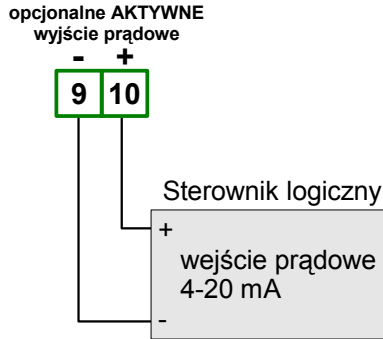 opcjonalne AKTYWNE
wyjście prądowe
- +
9 10
Sterownik logiczny
+
wejście prądowe
4-20 mA
-